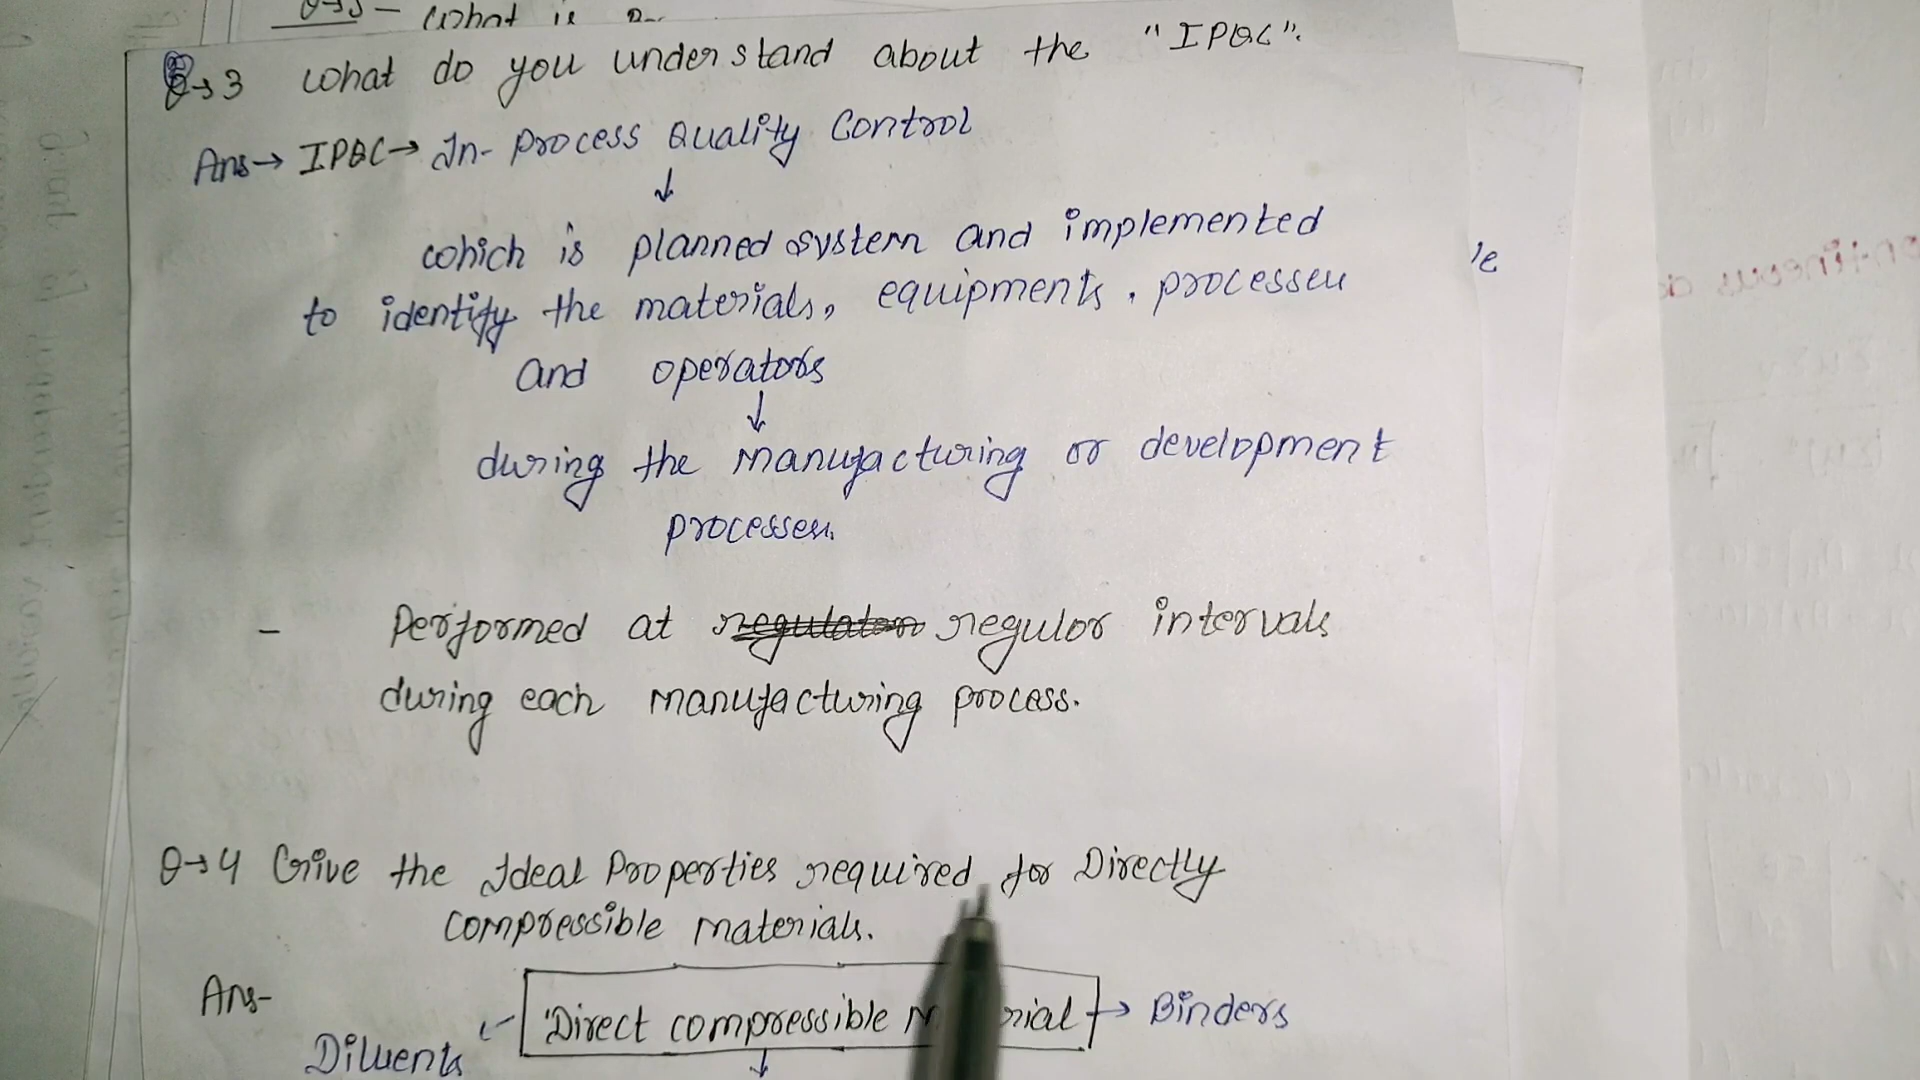 What is
Q→3 What do you understand about the "IPQC".
Ans→ IPQC→ In-Process Quality Control
↓
which is planned system and implemented
to identify the materials, equipments, processes
and operators
↓
during the manufacturing or development
processes.
- Performed at regular intervals
during each manufacturing process.
Q→4 Give the Ideal Properties required for Directly
compressible materials.
Ans-
Direct compressible → Binders
Diluents
↓